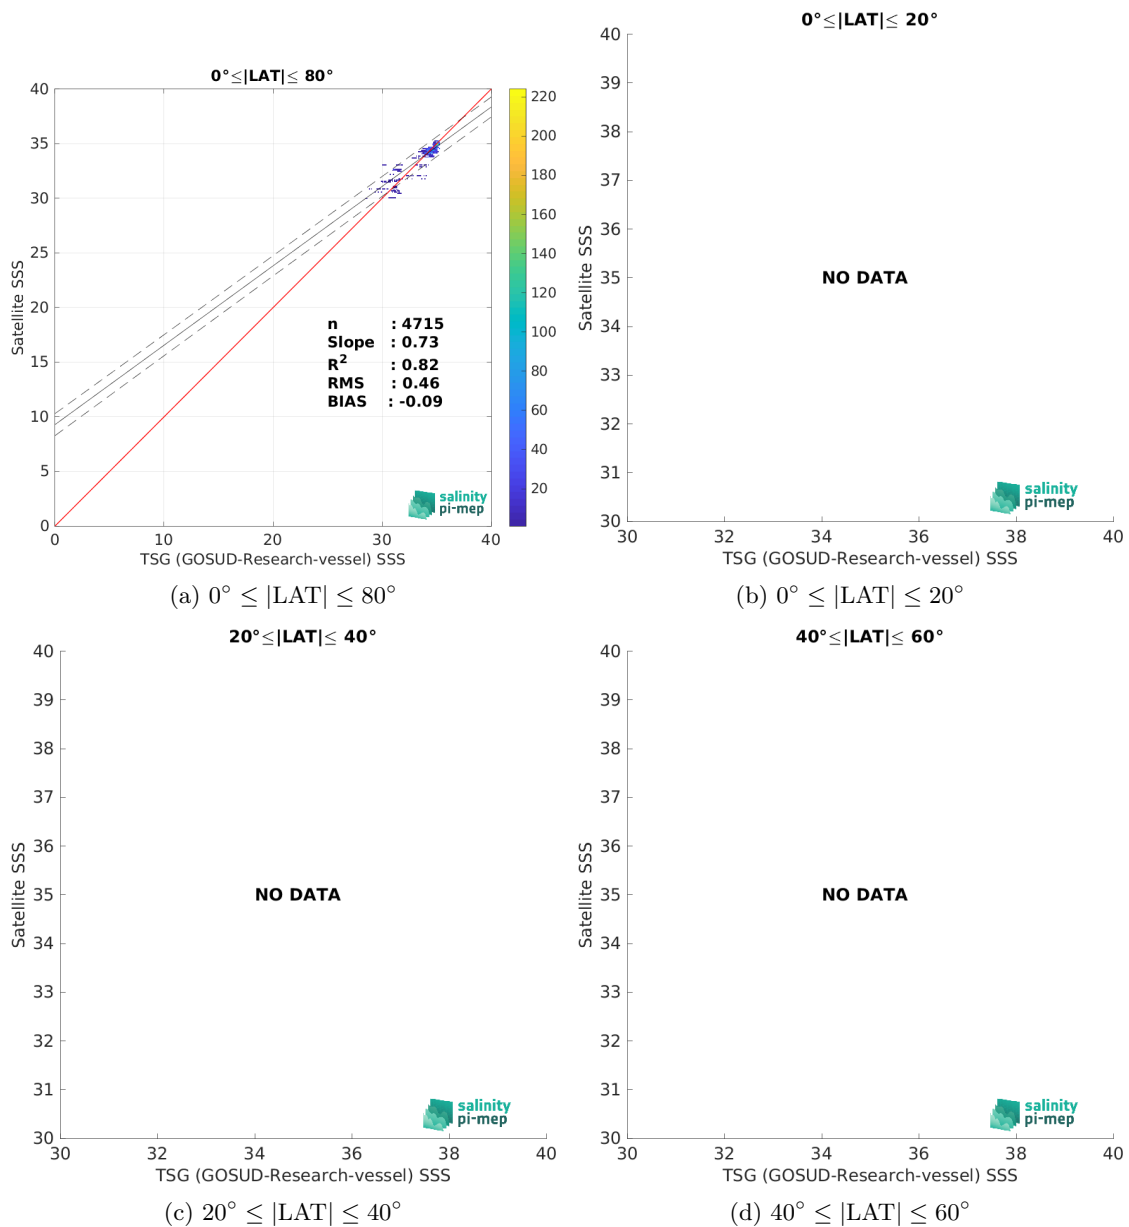 0°≤|LAT|≤ 80°
40
35
30
25
20
15
10
5
0
Satellite SSS
n : 4715
Slope : 0.73
R² : 0.82
RMS : 0.46
BIAS : -0.09
salinity
pi-mep
0 10 20 30 40
TSG (GOSUD-Research-vessel) SSS
220
200
180
160
140
120
100
80
60
40
20
(a) 0° ≤ |LAT| ≤ 80°
0°≤|LAT|≤ 20°
40
39
38
37
36
35
34
33
32
31
30
Satellite SSS
NO DATA
salinity
pi-mep
30 32 34 36 38 40
TSG (GOSUD-Research-vessel) SSS
(b) 0° ≤ |LAT| ≤ 20°
20°≤|LAT|≤ 40°
40
39
38
37
36
35
34
33
32
31
30
Satellite SSS
NO DATA
salinity
pi-mep
30 32 34 36 38 40
TSG (GOSUD-Research-vessel) SSS
(c) 20° ≤ |LAT| ≤ 40°
40°≤|LAT|≤ 60°
40
39
38
37
36
35
34
33
32
31
30
Satellite SSS
NO DATA
salinity
pi-mep
30 32 34 36 38 40
TSG (GOSUD-Research-vessel) SSS
(d) 40° ≤ |LAT| ≤ 60°